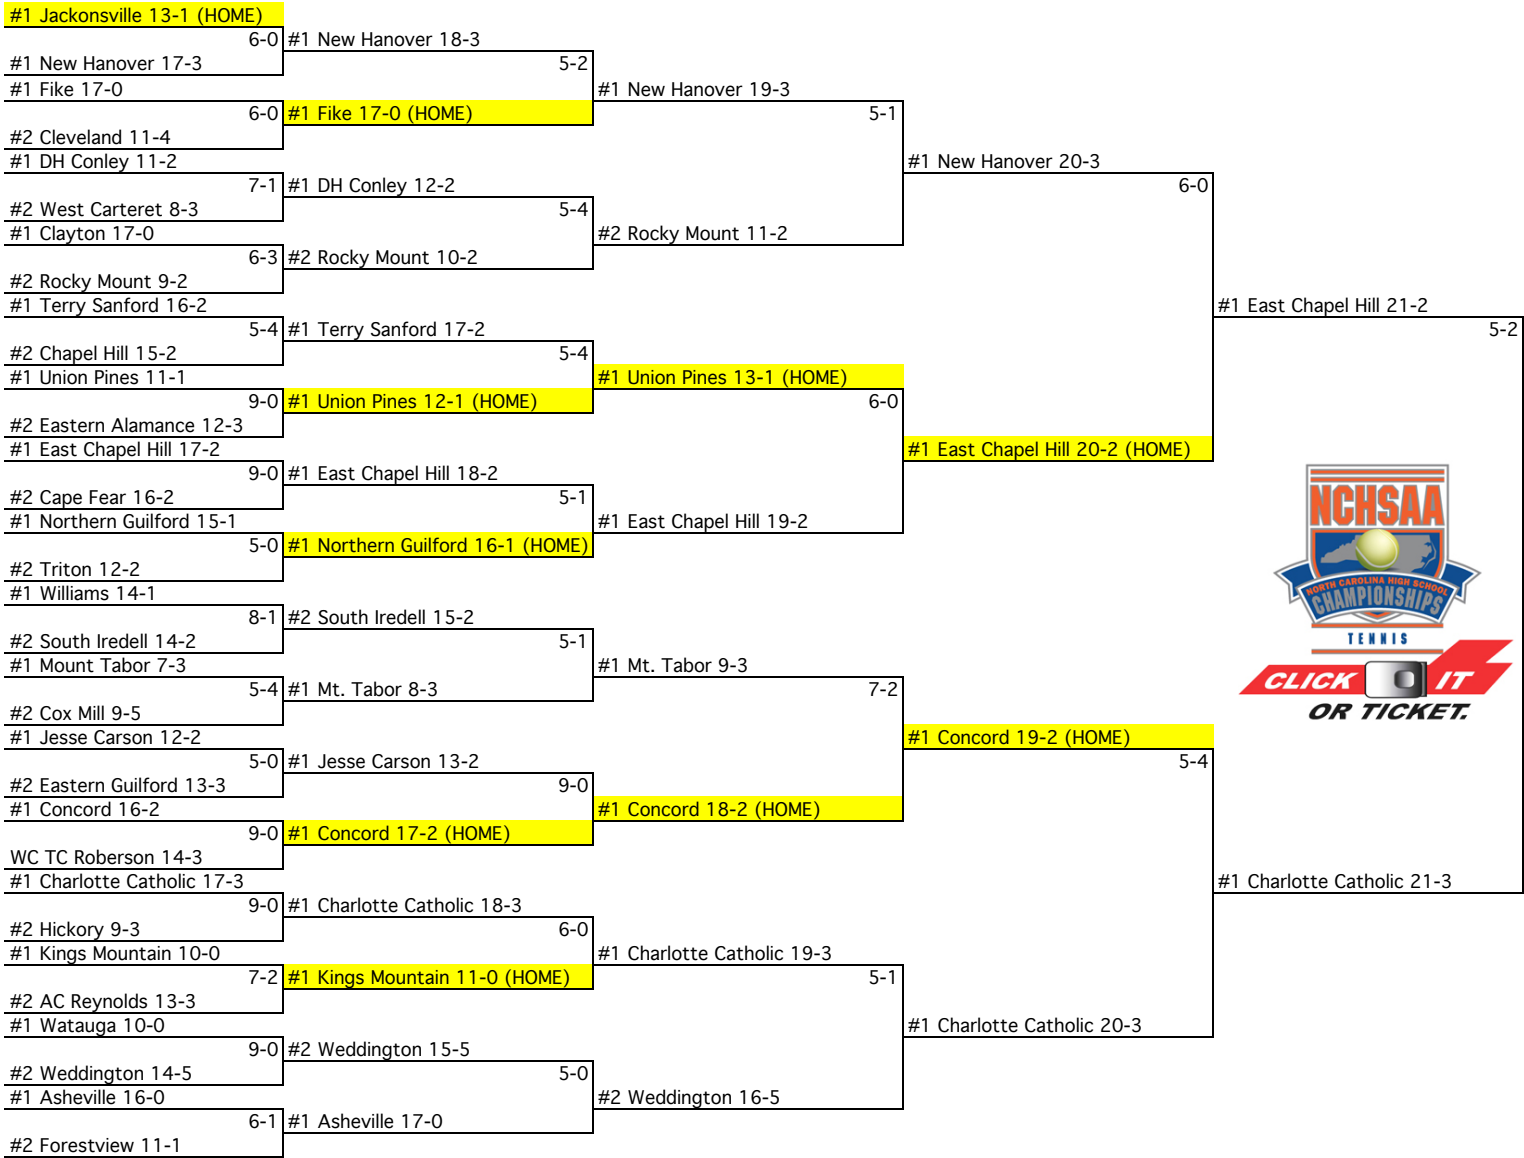 #1 Jackonsville 13-1 (HOME)
6-0
#1 New Hanover 17-3
#1 Fike 17-0
6-0
#2 Cleveland 11-4
#1 DH Conley 11-2
7-1
#2 West Carteret 8-3
#1 Clayton 17-0
6-3
#2 Rocky Mount 9-2
#1 Terry Sanford 16-2
5-4
#2 Chapel Hill 15-2
#1 Union Pines 11-1
9-0
#2 Eastern Alamance 12-3
#1 East Chapel Hill 17-2
9-0
#2 Cape Fear 16-2
#1 Northern Guilford 15-1
5-0
#2 Triton 12-2
#1 Williams 14-1
8-1
#2 South Iredell 14-2
#1 Mount Tabor 7-3
5-4
#2 Cox Mill 9-5
#1 Jesse Carson 12-2
5-0
#2 Eastern Guilford 13-3
#1 Concord 16-2
9-0
WC TC Roberson 14-3
#1 Charlotte Catholic 17-3
9-0
#2 Hickory 9-3
#1 Kings Mountain 10-0
7-2
#2 AC Reynolds 13-3
#1 Watauga 10-0
9-0
#2 Weddington 14-5
#1 Asheville 16-0
6-1
#2 Forestview 11-1
#1 New Hanover 18-3
5-2
#1 Fike 17-0 (HOME)
#1 DH Conley 12-2
5-4
#2 Rocky Mount 10-2
#1 Terry Sanford 17-2
5-4
#1 Union Pines 12-1 (HOME)
#1 East Chapel Hill 18-2
5-1
#1 Northern Guilford 16-1 (HOME)
#2 South Iredell 15-2
5-1
#1 Mt. Tabor 8-3
#1 Jesse Carson 13-2
9-0
#1 Concord 17-2 (HOME)
#1 Charlotte Catholic 18-3
6-0
#1 Kings Mountain 11-0 (HOME)
#2 Weddington 15-5
5-0
#1 Asheville 17-0
#1 New Hanover 19-3
5-1
#2 Rocky Mount 11-2
#1 Union Pines 13-1 (HOME)
6-0
#1 East Chapel Hill 19-2
#1 Mt. Tabor 9-3
7-2
#1 Concord 18-2 (HOME)
#1 Charlotte Catholic 19-3
5-1
#2 Weddington 16-5
#1 New Hanover 20-3
6-0
#1 East Chapel Hill 20-2 (HOME)
#1 Concord 19-2 (HOME)
5-4
#1 Charlotte Catholic 20-3
#1 East Chapel Hill 21-2
5-2
#1 Charlotte Catholic 21-3
NCHSAA
NORTH CAROLINA HIGH SCHOOL
CHAMPIONSHIPS
TENNIS
CLICK IT
OR TICKET.